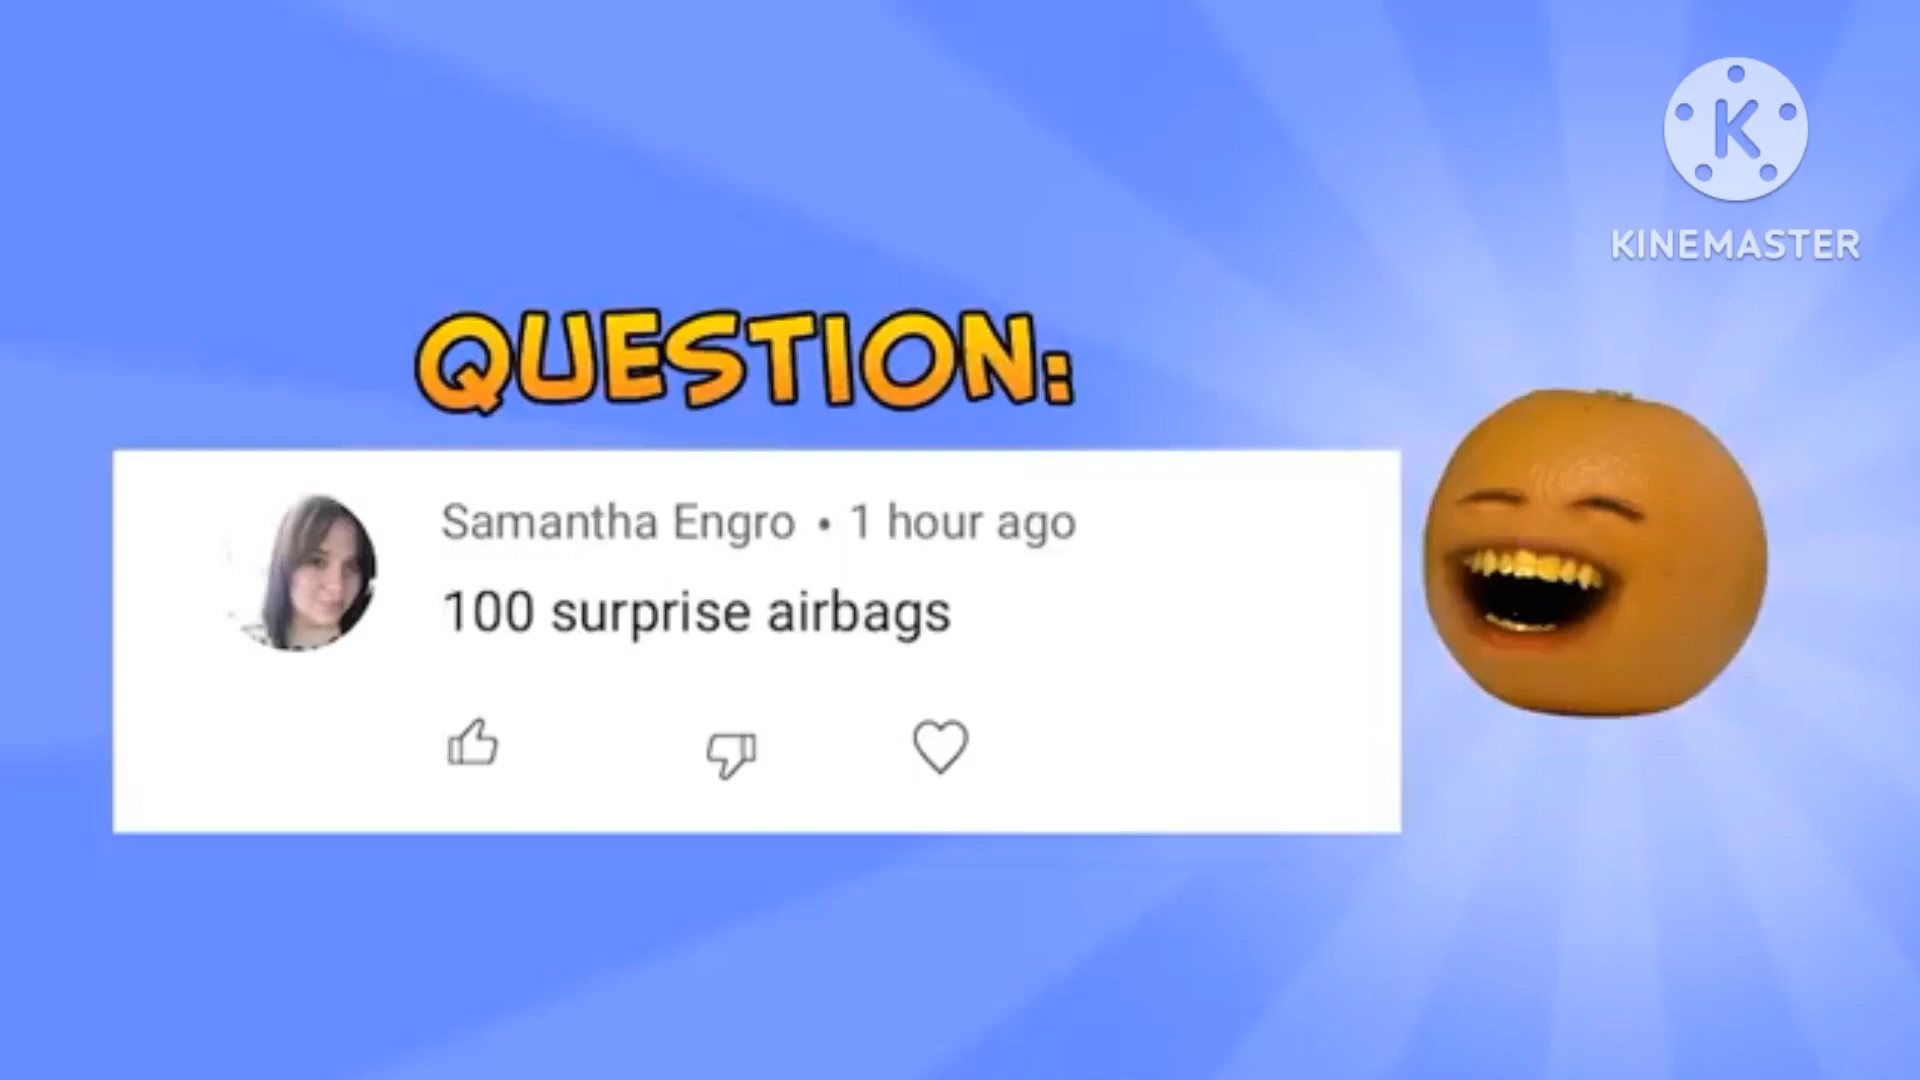 K
KINEMASTER
QUESTION:
Samantha Engro • 1 hour ago
100 surprise airbags